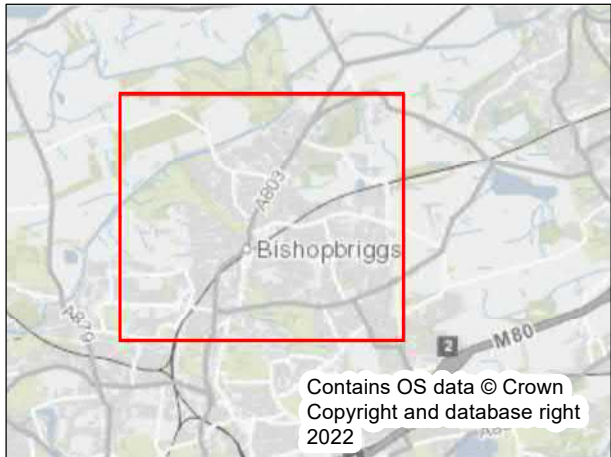 A803
Bishopbriggs
A879
2
M80
Contains OS data © Crown
Copyright and database right
2022